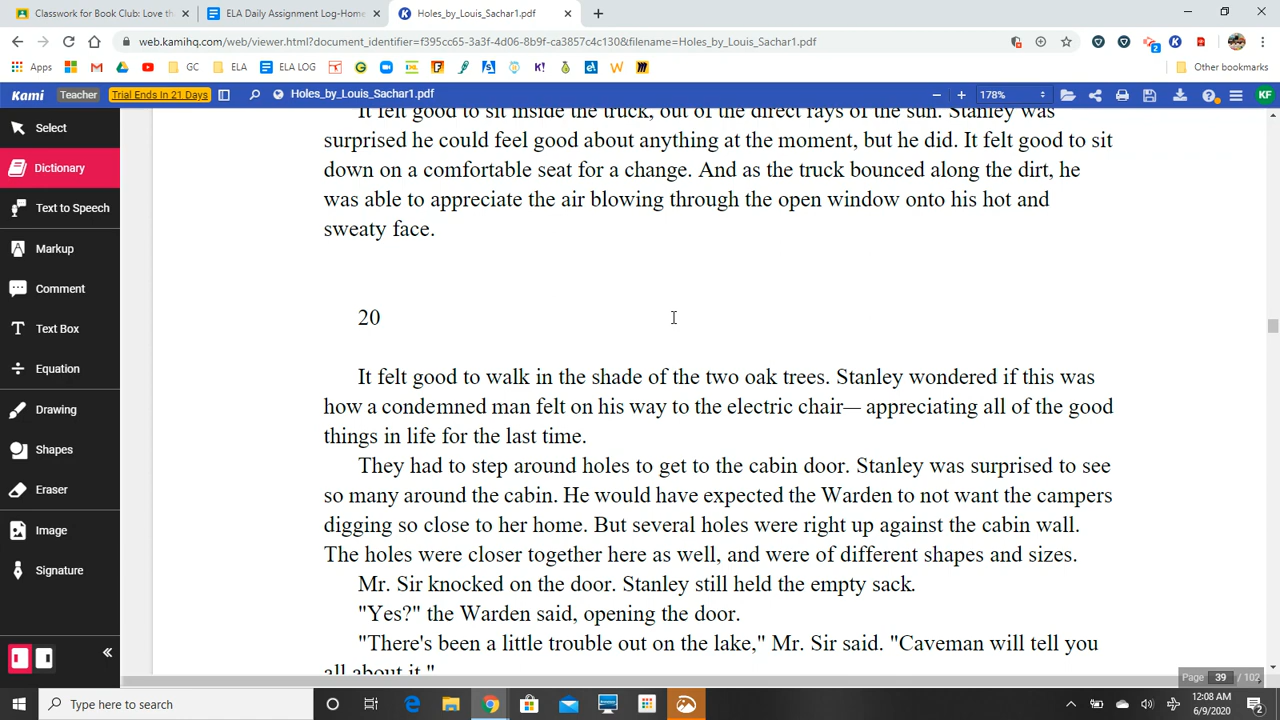 Classwork for Book Club: Love th
ELA Daily Assignment Log-Home
Holes_by_Louis_Sachar1.pdf
web.kamihq.com/web/viewer.html?document_identifier=f395cc65-3a3f-4d06-8b9f-ca3857c4c130&filename=Holes_by_Louis_Sachar1.pdf
Apps
GC
ELA
ELA LOG
Other bookmarks
Kami
Teacher
Trial Ends In 21 Days
Holes_by_Louis_Sachar1.pdf
178%
KF
Select
Dictionary
Text to Speech
Markup
Comment
Text Box
Equation
Drawing
Shapes
Eraser
Image
Signature
It felt good to sit inside the truck, out of the direct rays of the sun. Stanley was
surprised he could feel good about anything at the moment, but he did. It felt good to sit
down on a comfortable seat for a change. And as the truck bounced along the dirt, he
was able to appreciate the air blowing through the open window onto his hot and
sweaty face.
20
It felt good to walk in the shade of the two oak trees. Stanley wondered if this was
how a condemned man felt on his way to the electric chair— appreciating all of the good
things in life for the last time.
They had to step around holes to get to the cabin door. Stanley was surprised to see
so many around the cabin. He would have expected the Warden to not want the campers
digging so close to her home. But several holes were right up against the cabin wall.
The holes were closer together here as well, and were of different shapes and sizes.
Mr. Sir knocked on the door. Stanley still held the empty sack.
"Yes?" the Warden said, opening the door.
"There's been a little trouble out on the lake," Mr. Sir said. "Caveman will tell you
all about it."
Page 39 / 102
Type here to search
12:08 AM
6/9/2020